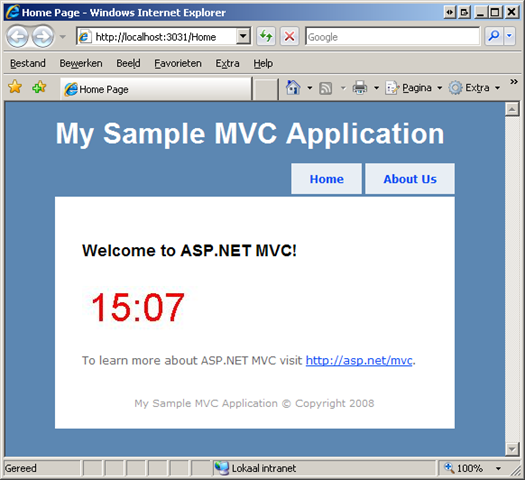 Home Page - Windows Internet Explorer
http://localhost:3031/Home
Google
Bestand Bewerken Beeld Favorieten Extra Help
Home Page
Pagina Extra
My Sample MVC Application
Home About Us
Welcome to ASP.NET MVC!
15:07
To learn more about ASP.NET MVC visit http://asp.net/mvc.
My Sample MVC Application © Copyright 2008
Gereed Lokaal intranet 100%